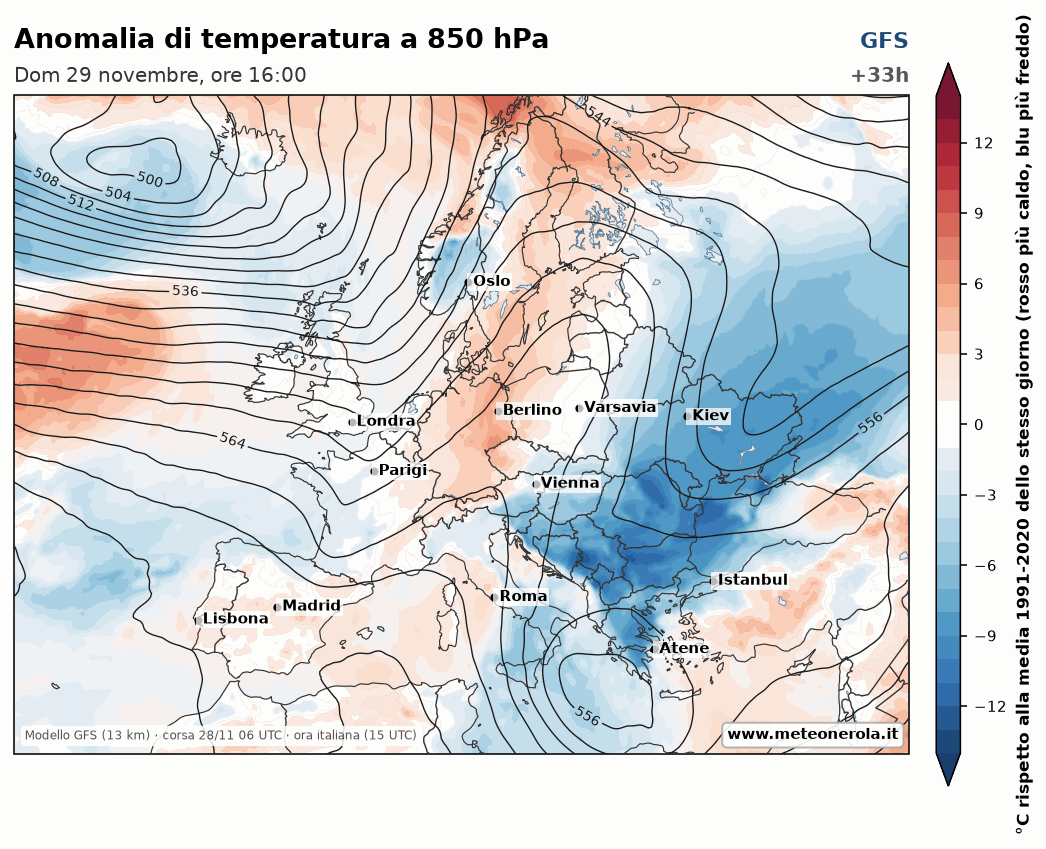 Anomalia di temperatura a 850 hPa
GFS
Dom 29 novembre, ore 16:00
+33h
544
500
508
504
512
536
Oslo
Berlino
Varsavia
Kiev
Londra
556
564
Parigi
Vienna
Istanbul
Roma
Madrid
Lisbona
Atene
556
Modello GFS (13 km) · corsa 28/11 06 UTC · ora italiana (15 UTC)
www.meteonerola.it
12
9
6
3
0
−3
−6
−9
−12
°C rispetto alla media 1991-2020 dello stesso giorno (rosso più caldo, blu più freddo)